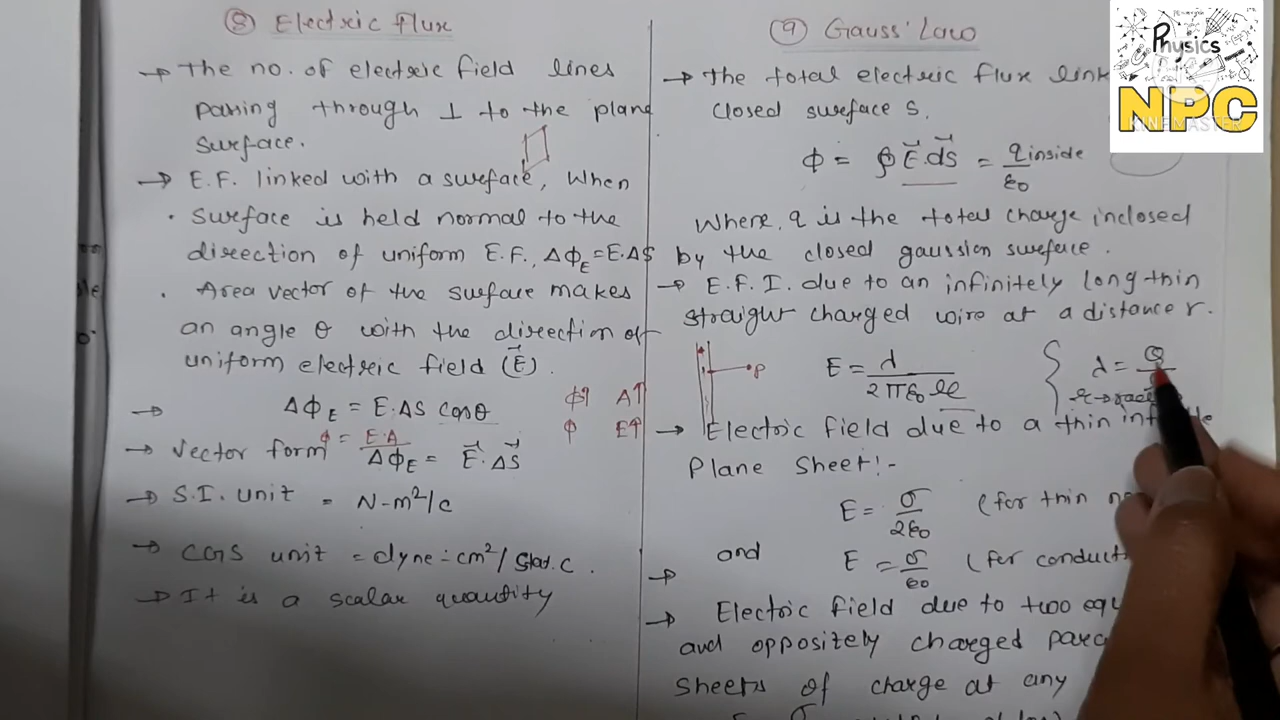 ⑧ Electric Flux
→ The no. of electric field lines
passing through ⊥ to the plane
surface.
→ E.F. linked with a surface, When
· Surface is held normal to the
direction of uniform E.F., ΔΦE = E.ΔS
· Area vector of the surface makes
an angle θ with the direction of
uniform electric field (E⃗).
→ ΔΦE = E.ΔS cosθ
Φ↑ A↑
Φ E↑
→ Vector form ΔΦE = E⃗.ΔS⃗
Φ = E.A
→ S.I. unit = N-m²/C
→ CGS unit = dyne-cm²/Stat.C.
→ It is a scalar quantity
⑨ Gauss' Law
→ The total electric flux
closed surface S.
Φ = ∮ E⃗.ds⃗ = q inside / ε0
Where, q is the total charge inclosed
by the closed gaussion surface.
→ E.F.I. due to an infinitely long thin
straight charged wire at a distance r.
P
E = λ / 2πε0 r
{ λ = Q
→ Electric field due to a thin
Plane Sheet!-
E = σ / 2ε0 (for thin
and E = σ / ε0 (for
→ Electric field due to two
and oppositely charged
Sheets of charge at any
Physics
NPC
KINEMASTER